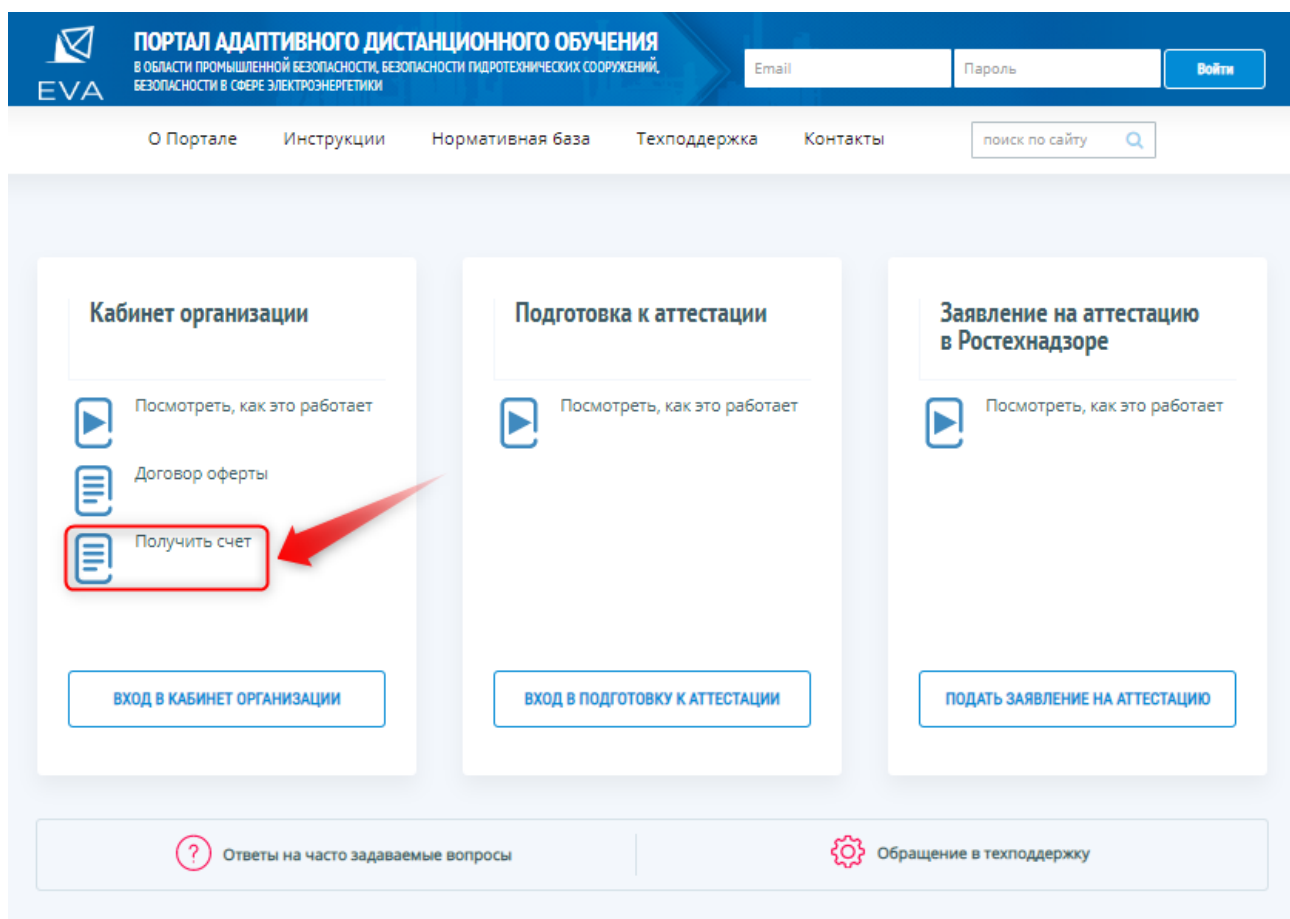 ПОРТАЛ АДАПТИВНОГО ДИСТАНЦИОННОГО ОБУЧЕНИЯ
В ОБЛАСТИ ПРОМЫШЛЕННОЙ БЕЗОПАСНОСТИ, БЕЗОПАСНОСТИ ГИДРОТЕХНИЧЕСКИХ СООРУЖЕНИЙ,
БЕЗОПАСНОСТИ В СФЕРЕ ЭЛЕКТРОЭНЕРГЕТИКИ
EVA
Email
Пароль
Войти
О Портале
Инструкции
Нормативная база
Техподдержка
Контакты
поиск по сайту
Кабинет организации
Посмотреть, как это работает
Договор оферты
Получить счет
ВХОД В КАБИНЕТ ОРГАНИЗАЦИИ
Подготовка к аттестации
Посмотреть, как это работает
ВХОД В ПОДГОТОВКУ К АТТЕСТАЦИИ
Заявление на аттестацию
в Ростехнадзоре
Посмотреть, как это работает
ПОДАТЬ ЗАЯВЛЕНИЕ НА АТТЕСТАЦИЮ
Ответы на часто задаваемые вопросы
Обращение в техподдержку